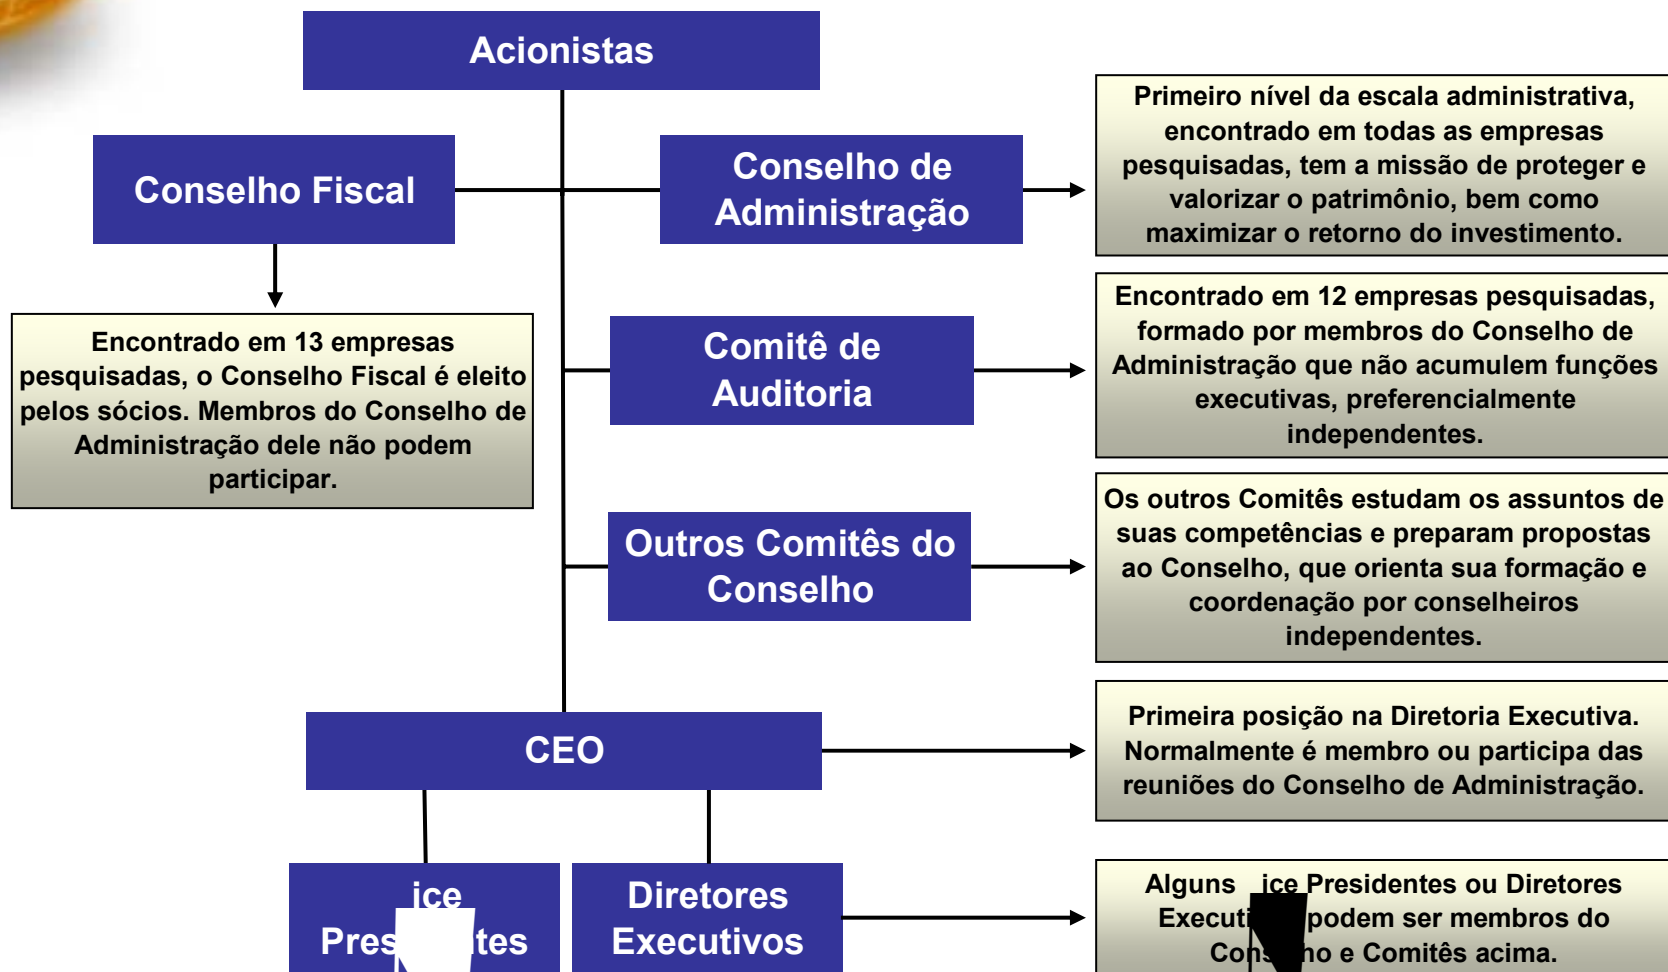 Acionistas
Conselho Fiscal
Conselho de
Administração
Primeiro nível da escala administrativa,
encontrado em todas as empresas
pesquisadas, tem a missão de proteger e
valorizar o patrimônio, bem como
maximizar o retorno do investimento.
Encontrado em 13 empresas
pesquisadas, o Conselho Fiscal é eleito
pelos sócios. Membros do Conselho de
Administração dele não podem
participar.
Comitê de
Auditoria
Encontrado em 12 empresas pesquisadas,
formado por membros do Conselho de
Administração que não acumulem funções
executivas, preferencialmente
independentes.
Outros Comitês do
Conselho
Os outros Comitês estudam os assuntos de
suas competências e preparam propostas
ao Conselho, que orienta sua formação e
coordenação por conselheiros
independentes.
CEO
Primeira posição na Diretoria Executiva.
Normalmente é membro ou participa das
reuniões do Conselho de Administração.
ice
Diretores
Executivos
Alguns ice Presidentes ou Diretores
podem ser membros do
e Comitês acima.